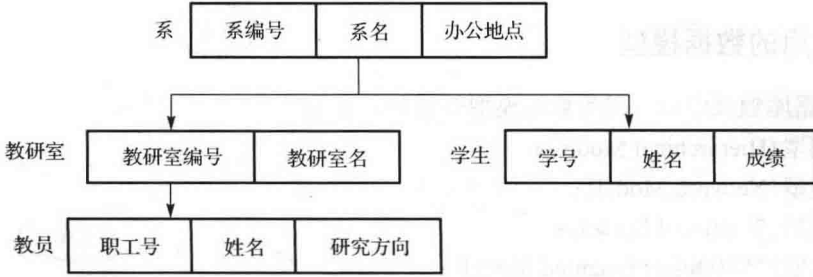 系 系编号 系名 办公地点
教研室 教研室编号 教研室名 学生 学号 姓名 成绩
教员 职工号 姓名 研究方向